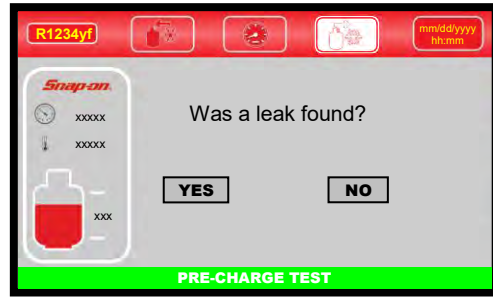 R1234yf
mm/dd/yyyy
hh:mm
Snap-on
xxxxx
xxxxx
xxx
Was a leak found?
YES NO
PRE-CHARGE TEST